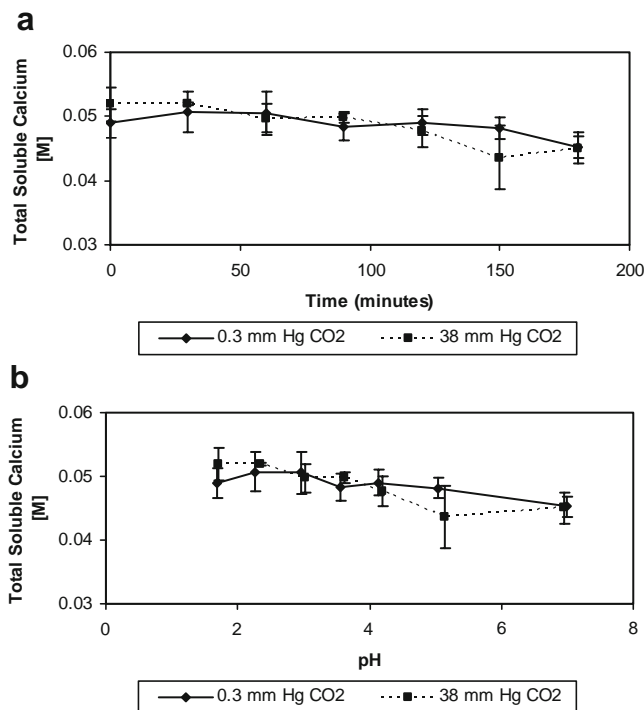 a
0.06
0.05
0.04
0.03
Total Soluble Calcium
[M]
0 50 100 150 200
Time (minutes)
0.3 mm Hg CO2 38 mm Hg CO2
b
0.06
0.05
0.04
0.03
Total Soluble Calcium
[M]
0 2 4 6 8
pH
0.3 mm Hg CO2 38 mm Hg CO2